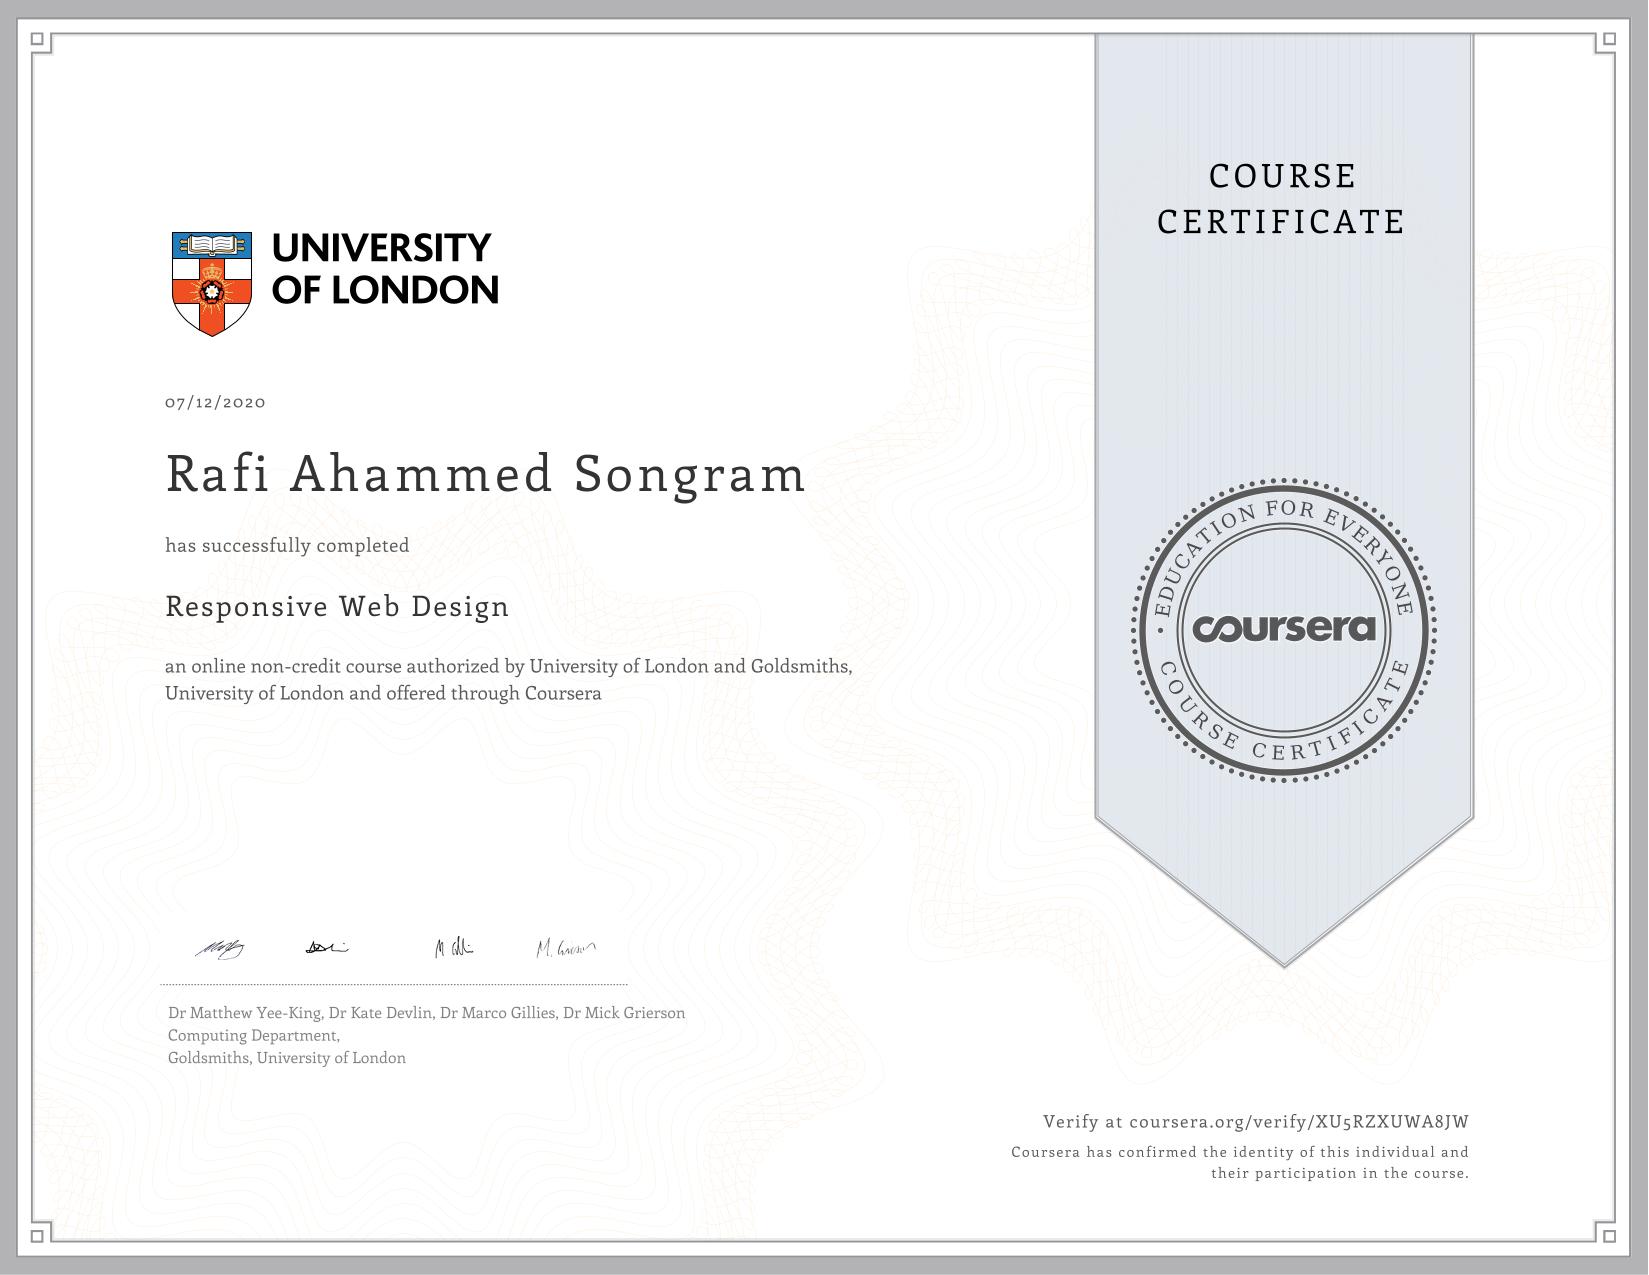 COURSE
CERTIFICATE
UNIVERSITY
OF LONDON
07/12/2020
Rafi Ahammed Songram
has successfully completed
Responsive Web Design
an online non-credit course authorized by University of London and Goldsmiths,
University of London and offered through Coursera
• EDUCATION FOR EVERYONE
coursera
COURSE CERTIFICATE
M. Grierson
Dr Matthew Yee-King, Dr Kate Devlin, Dr Marco Gillies, Dr Mick Grierson
Computing Department,
Goldsmiths, University of London
Verify at coursera.org/verify/XU5RZXUWA8JW
Coursera has confirmed the identity of this individual and
their participation in the course.